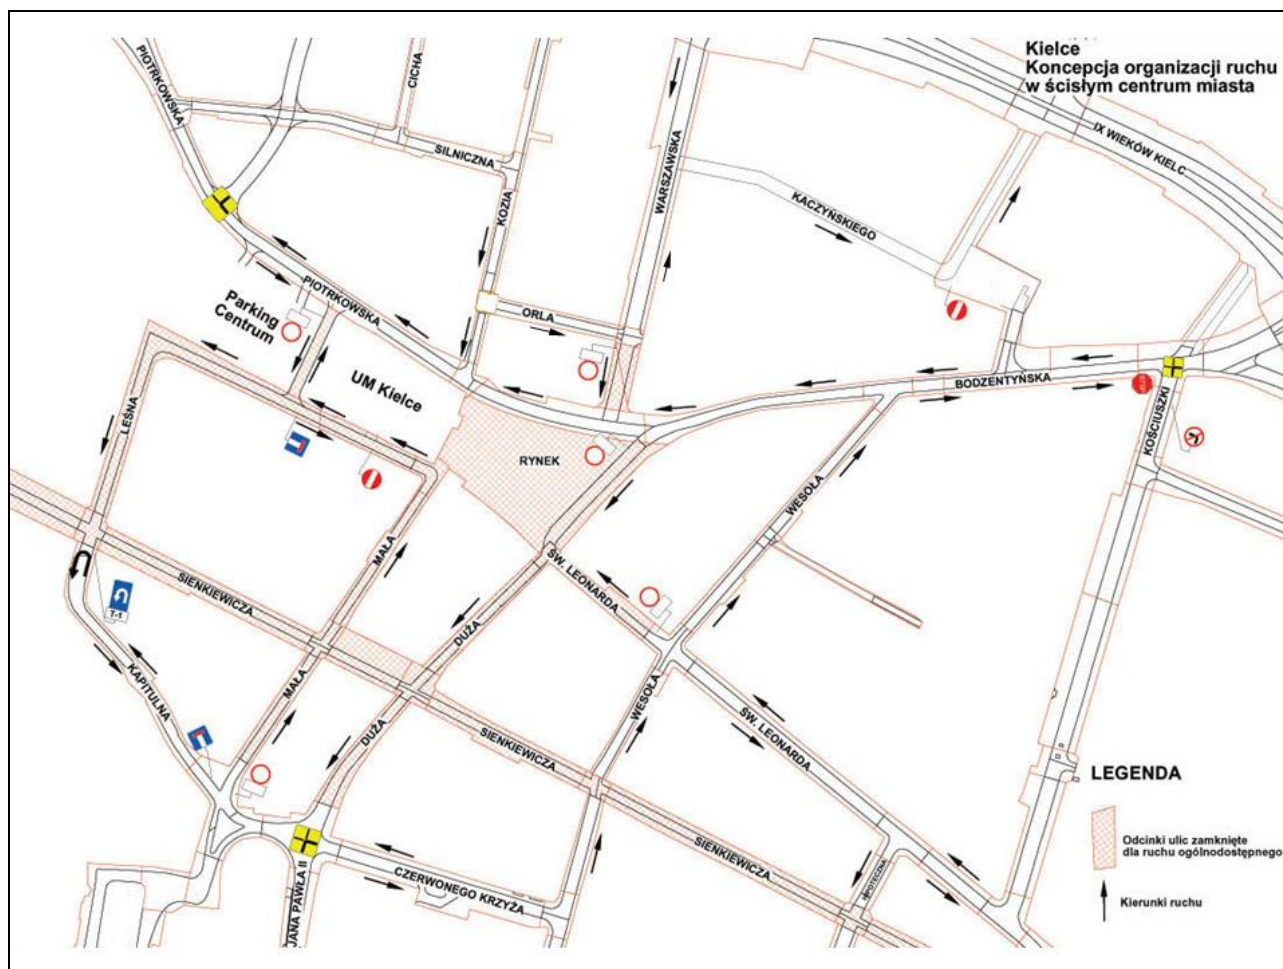 Kielce
Koncepcja organizacji ruchu
w ścisłym centrum miasta
PIOTRKOWSKA
CICHA
SILNICZNA
KOZIA
WARSZAWSKA
IX WIEKÓW KIELC
KACZYŃSKIEGO
Parking
Centrum
PIOTRKOWSKA
ORLA
UM Kielce
BODZENTYŃSKA
KOŚCIUSZKI
STOP
LEŚNA
RYNEK
WESOŁA
MAŁA
ŚW. LEONARDA
SIENKIEWICZA
T-1
DUŻA
KAPITULNA
MAŁA
DUŻA
SIENKIEWICZA
WESOŁA
ŚW. LEONARDA
LEGENDA
Odcinki ulic zamknięte
dla ruchu ogólnodostępnego
Kierunki ruchu
SIENKIEWICZA
CZERWONEGO KRZYŻA
JANA PAWŁA II